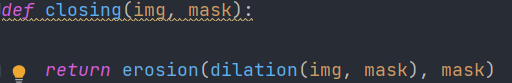 def closing(img, mask):
return erosion(dilation(img, mask), mask)